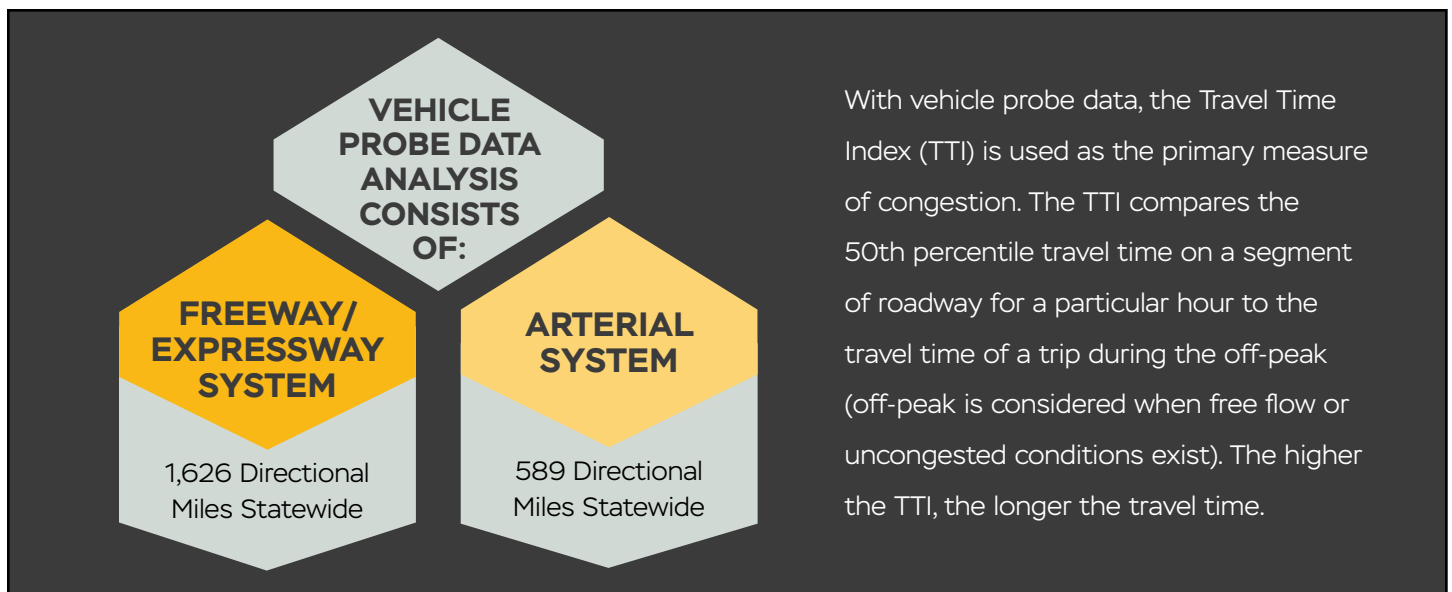 VEHICLE
PROBE DATA
ANALYSIS
CONSISTS
OF:
FREEWAY/
EXPRESSWAY
SYSTEM
1,626 Directional
Miles Statewide
ARTERIAL
SYSTEM
589 Directional
Miles Statewide
With vehicle probe data, the Travel Time
Index (TTI) is used as the primary measure
of congestion. The TTI compares the
50th percentile travel time on a segment
of roadway for a particular hour to the
travel time of a trip during the off-peak
(off-peak is considered when free flow or
uncongested conditions exist). The higher
the TTI, the longer the travel time.